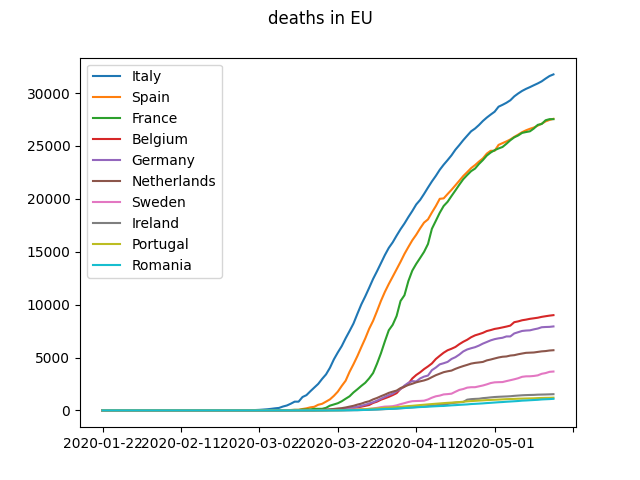 deaths in EU
Italy
Spain
France
Belgium
Germany
Netherlands
Sweden
Ireland
Portugal
Romania
30000
25000
20000
15000
10000
5000
0
2020-01-22 2020-02-11 2020-03-02 2020-03-22 2020-04-11 2020-05-01